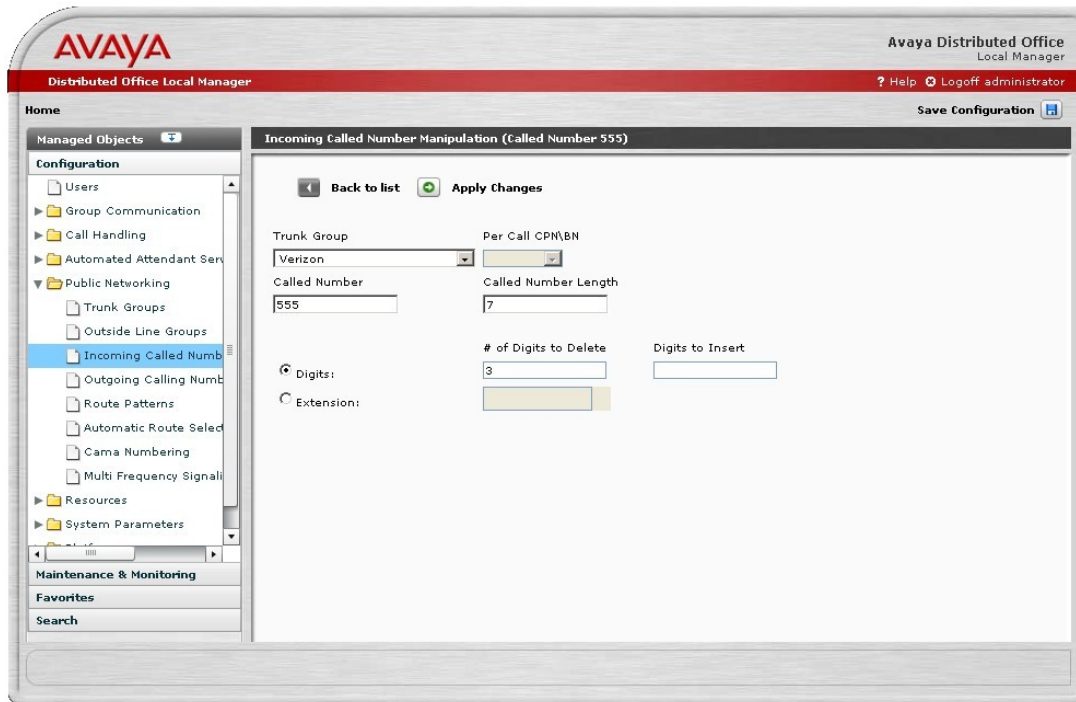 AVAYA
Avaya Distributed Office
Local Manager
Distributed Office Local Manager
? Help Logoff administrator
Home
Save Configuration
Managed Objects
Incoming Called Number Manipulation (Called Number 555)
Configuration
Users
Group Communication
Call Handling
Automated Attendant Serv
Public Networking
Trunk Groups
Outside Line Groups
Incoming Called Numb
Outgoing Calling Numb
Route Patterns
Automatic Route Select
Cama Numbering
Multi Frequency Signali
Resources
System Parameters
Maintenance & Monitoring
Favorites
Search
Back to list Apply Changes
Trunk Group Per Call CPN\BN
Verizon
Called Number Called Number Length
555 7
# of Digits to Delete Digits to Insert
Digits: 3
Extension: